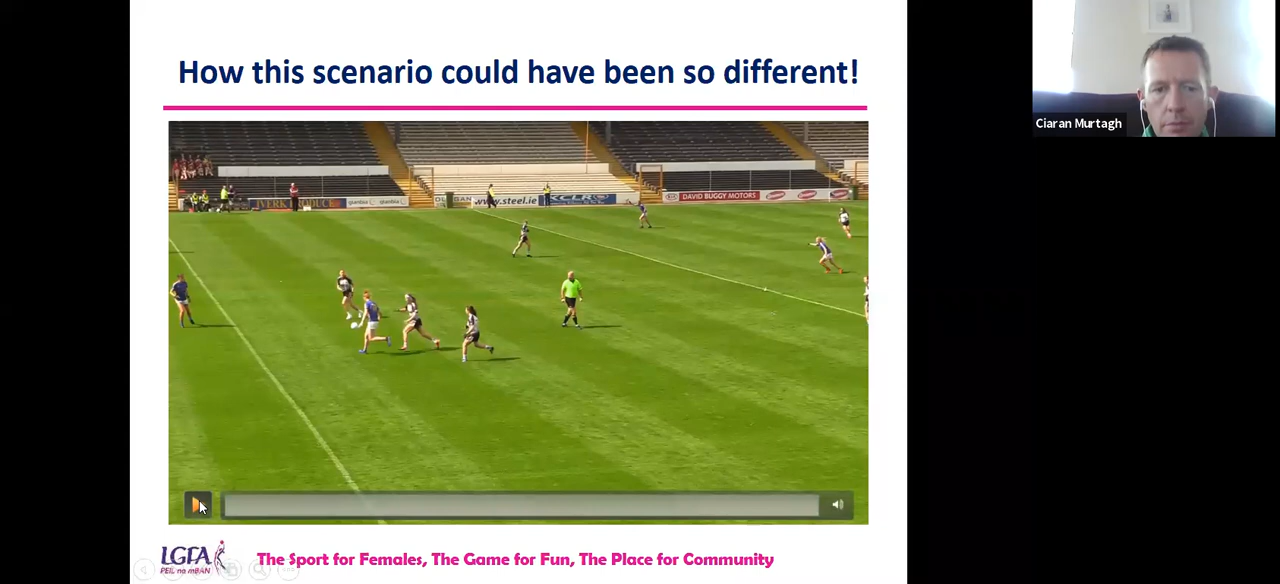 How this scenario could have been so different!
Ciaran Murtagh
www.steel.ie
KCLR
DAVID BUGGY MOTORS
LGFA
PEIL na mBAN
The Sport for Females, The Game for Fun, The Place for Community